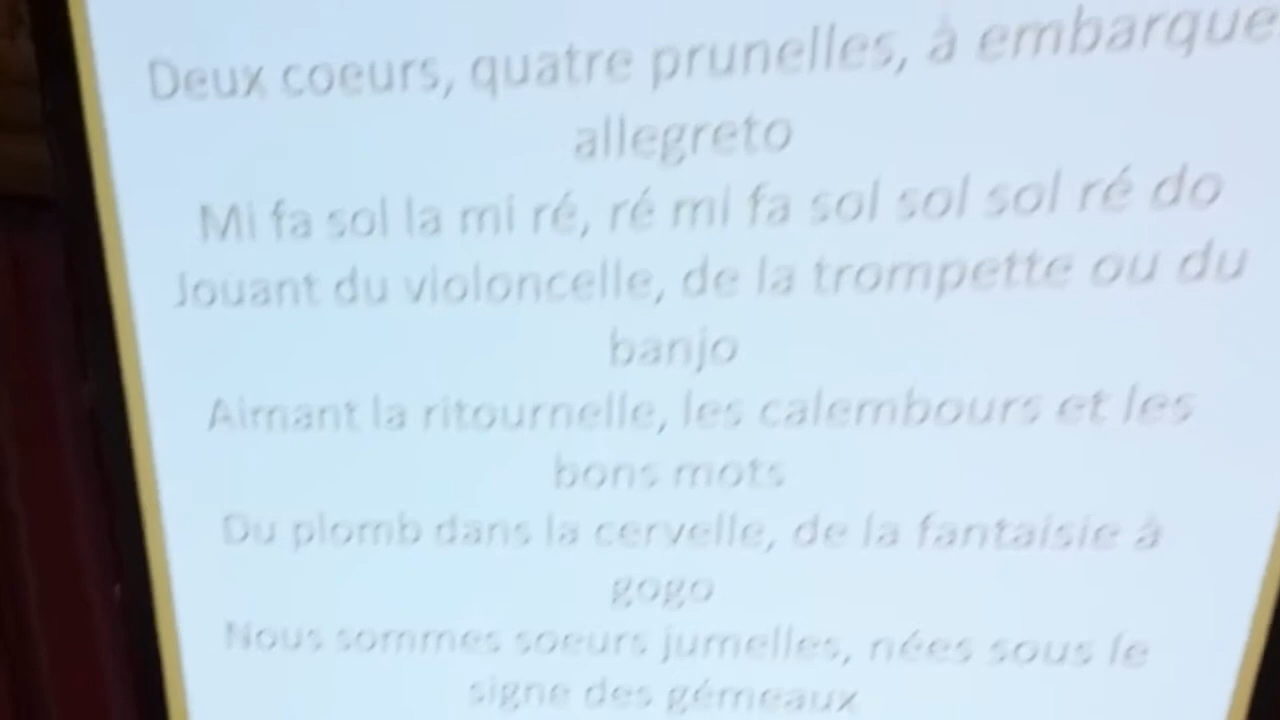 Deux coeurs, quatre prunelles, à embarque
allegreto
Mi fa sol la mi ré, ré mi fa sol sol sol ré do
Jouant du violoncelle, de la trompette ou du
banjo
Aimant la ritournelle, les calembours et les
bons mots
Du plomb dans la cervelle, de la fantaisie à
gogo
Nous sommes soeurs jumelles, nées sous le
signe des gémeaux